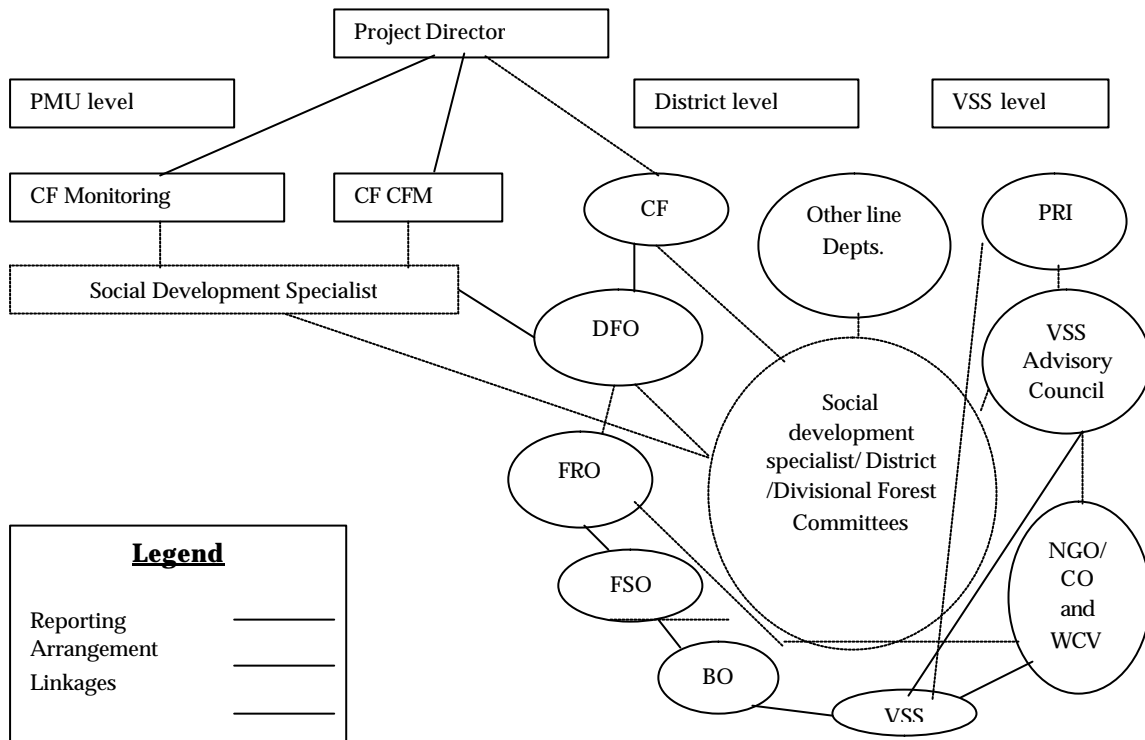 Project Director
PMU level
District level
VSS level
CF Monitoring
CF CFM
CF
Other line
Depts.
PRI
Social Development Specialist
DFO
VSS
Advisory
Council
Social
development
specialist/ District
/Divisional Forest
Committees
FRO
FSO
BO
VSS
NGO/
CO
and
WCV
Legend
Reporting
Arrangement
Linkages